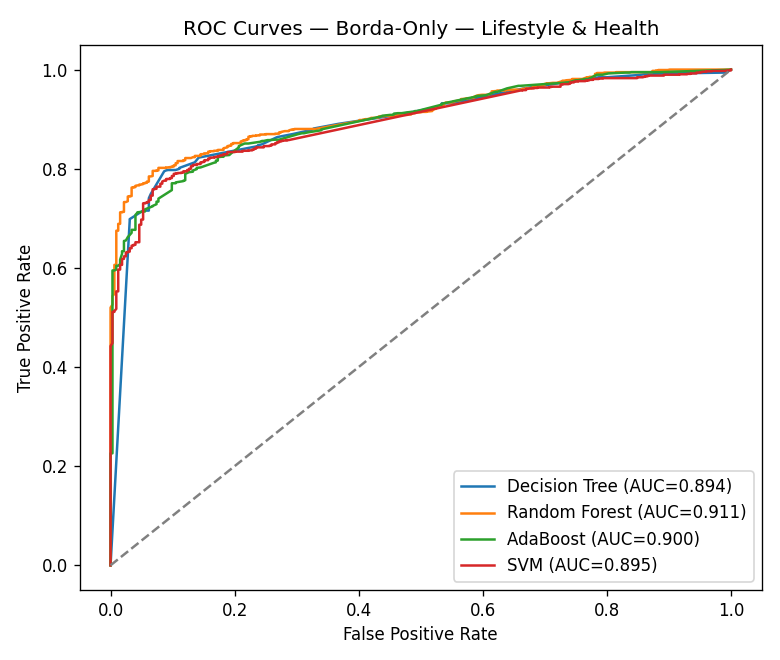 ROC Curves — Borda-Only — Lifestyle & Health
True Positive Rate
1.0
0.8
0.6
0.4
0.2
0.0
Decision Tree (AUC=0.894)
Random Forest (AUC=0.911)
AdaBoost (AUC=0.900)
SVM (AUC=0.895)
0.0 0.2 0.4 0.6 0.8 1.0
False Positive Rate